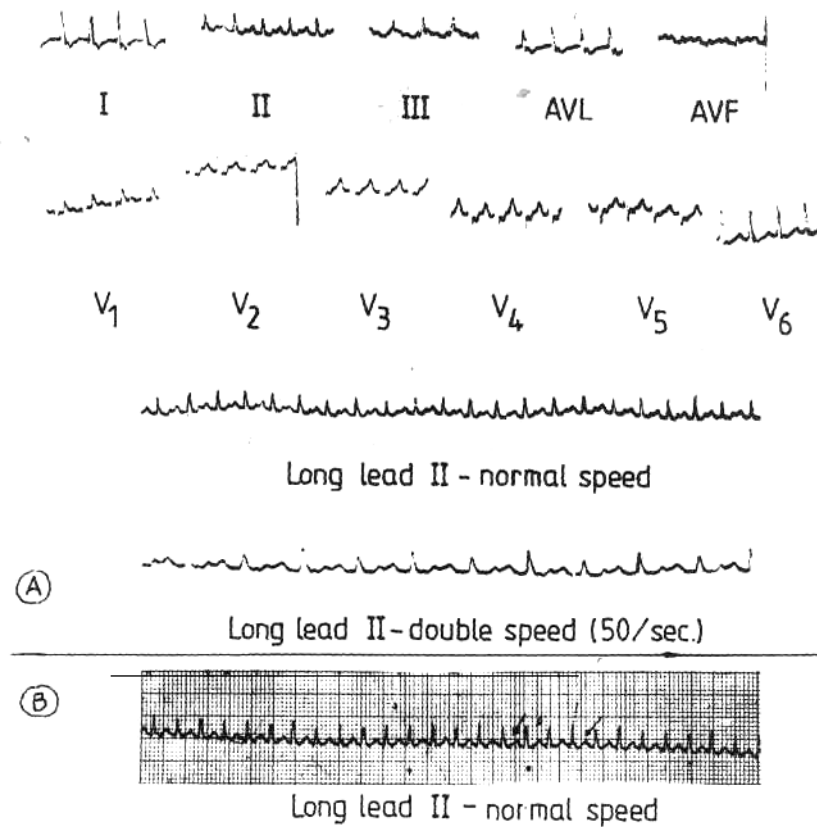 I II III AVL AVF
V1 V2 V3 V4 V5 V6
Long lead II - normal speed
A
Long lead II - double speed (50/sec.)
B
Long lead II - normal speed